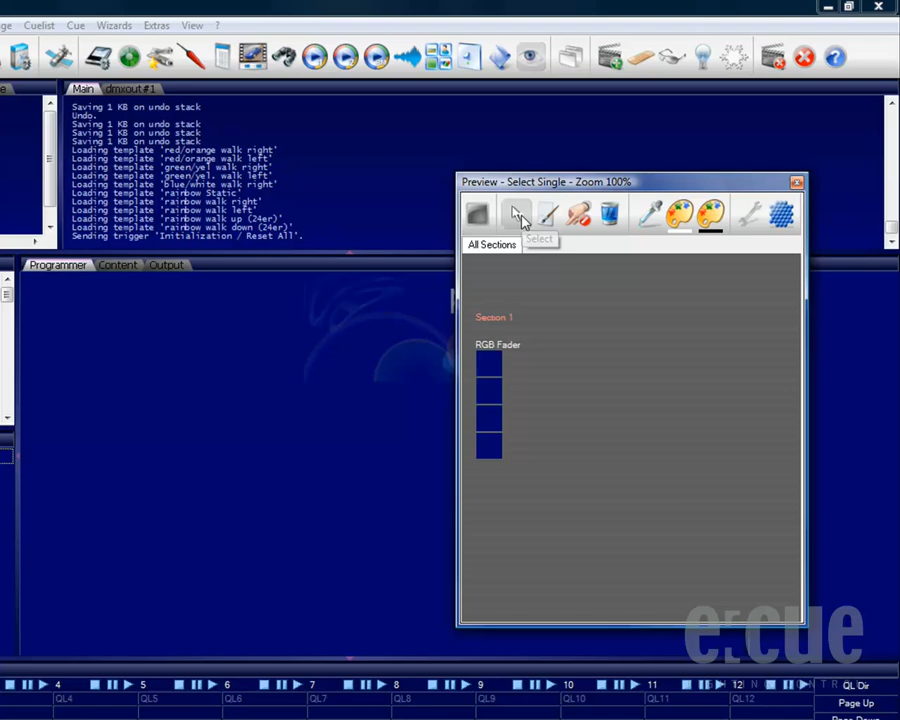 ge Cuelist Cue Wizards Extras View ?
e Main dmxout#1
Saving 1 KB on undo stack
Undo.
Saving 1 KB on undo stack
Saving 1 KB on undo stack
Saving 1 KB on undo stack
Loading template 'red/orange walk right'
Loading template 'red/orange walk left'
Loading template 'green/yel walk right'
Loading template 'green/yel. walk left'
Loading template 'blue/white walk right'
Loading template 'rainbow Static'
Loading template 'rainbow walk right'
Loading template 'rainbow walk left'
Loading template 'rainbow walk up (24er)'
Loading template 'rainbow walk down (24er)'
Sending trigger 'Initialization / Reset All'.
Preview - Select Single - Zoom 100%
Select
All Sections
Programmer Content Output
Section 1
RGB Fader
e:cue
4 5 6 7 8 9 10 11 12 QL Dir
QL4 QL5 QL6 QL7 QL8 QL9 QL10 QL11 QL12 Page Up
Page Down